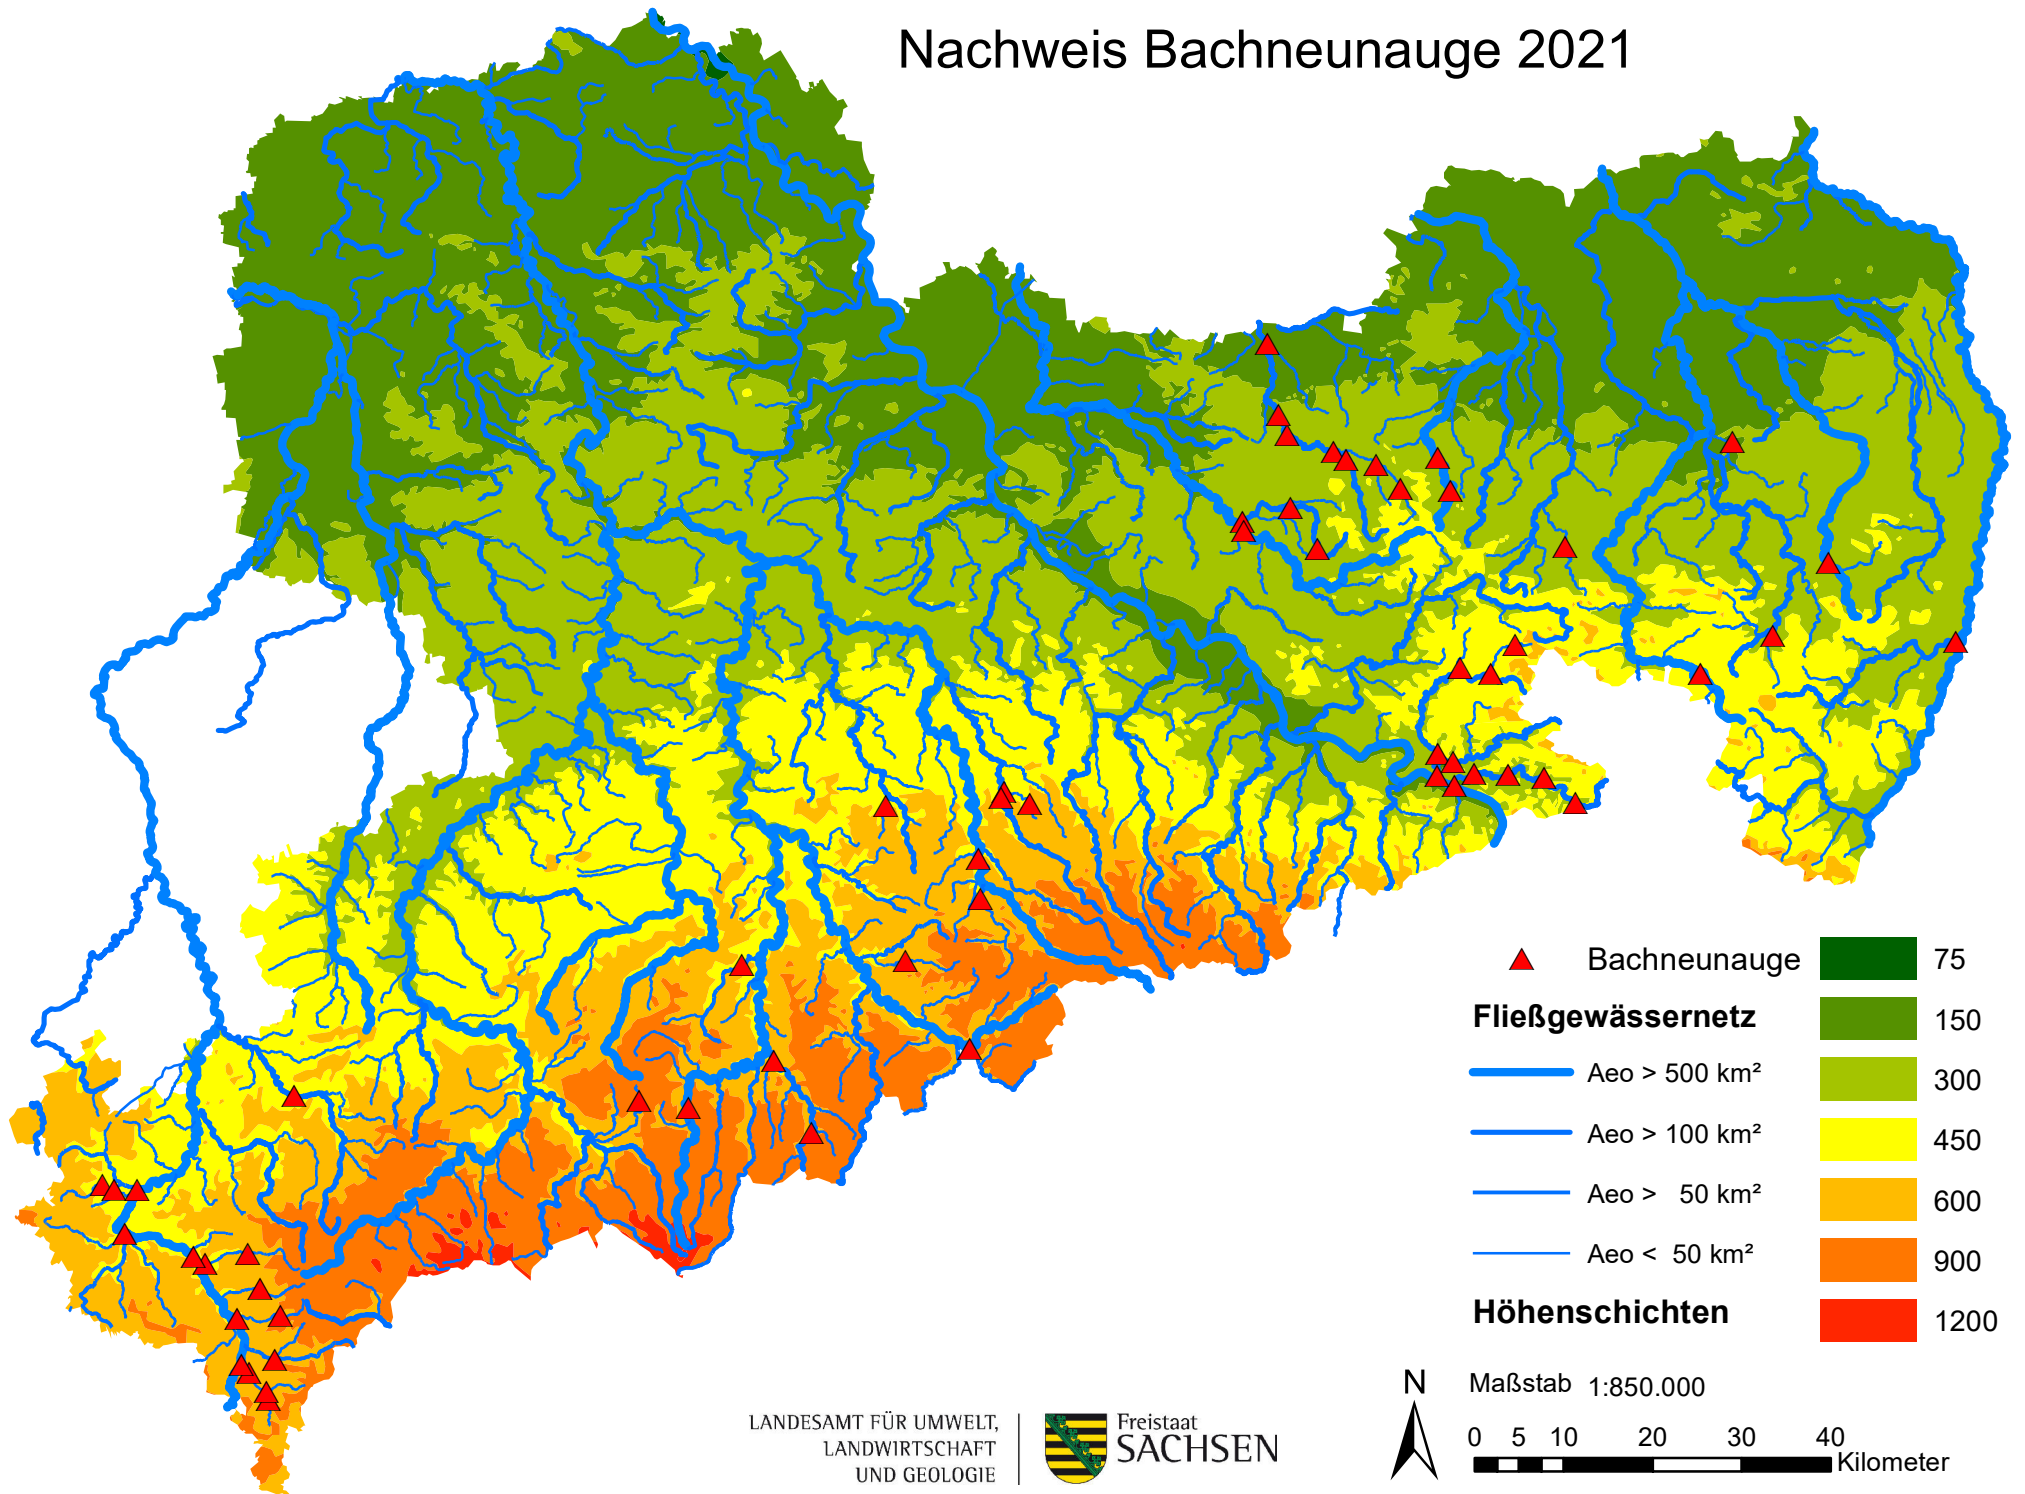 Nachweis Bachneunauge 2021
Bachneunauge
Fließgewässernetz
Aeo > 500 km²
Aeo > 100 km²
Aeo > 50 km²
Aeo < 50 km²
Höhenschichten
75
150
300
450
600
900
1200
N
Maßstab 1:850.000
0 5 10 20 30 40
Kilometer
LANDESAMT FÜR UMWELT,
LANDWIRTSCHAFT
UND GEOLOGIE
Freistaat
SACHSEN